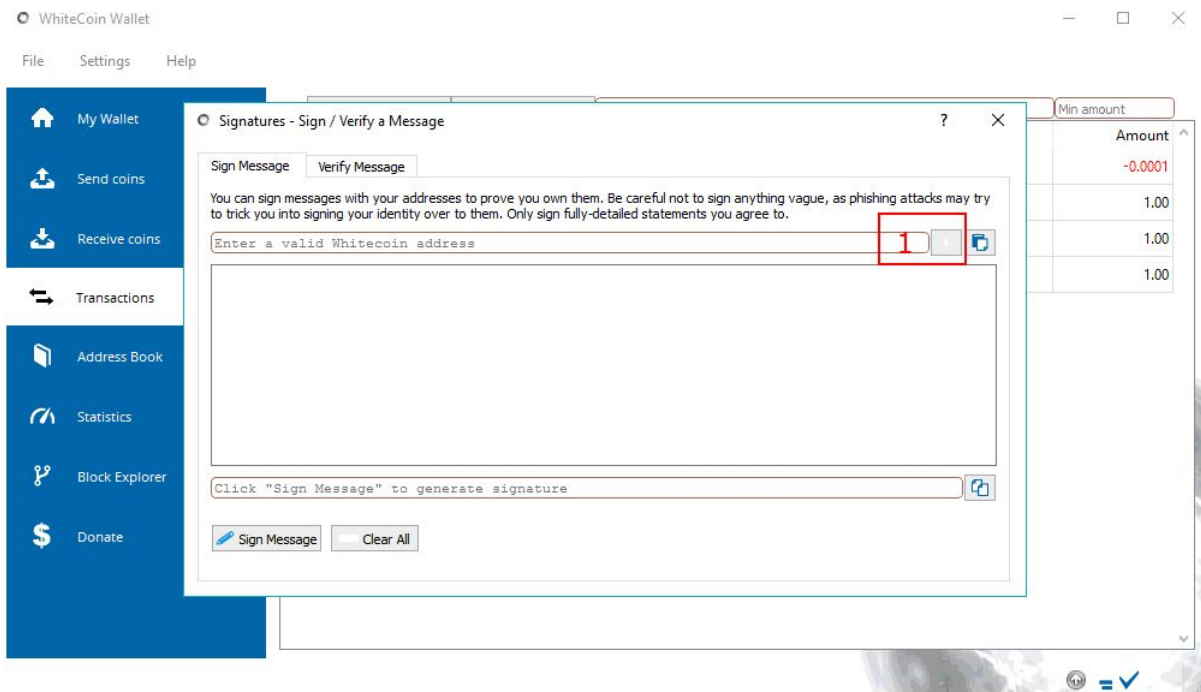 WhiteCoin Wallet
File Settings Help
My Wallet
Send coins
Receive coins
Transactions
Address Book
Statistics
Block Explorer
Donate
Min amount
Amount
-0.0001
1.00
1.00
1.00
Signatures - Sign / Verify a Message ?
Sign Message Verify Message
You can sign messages with your addresses to prove you own them. Be careful not to sign anything vague, as phishing attacks may try
to trick you into signing your identity over to them. Only sign fully-detailed statements you agree to.
Enter a valid Whitecoin address
1
Click "Sign Message" to generate signature
Sign Message Clear All